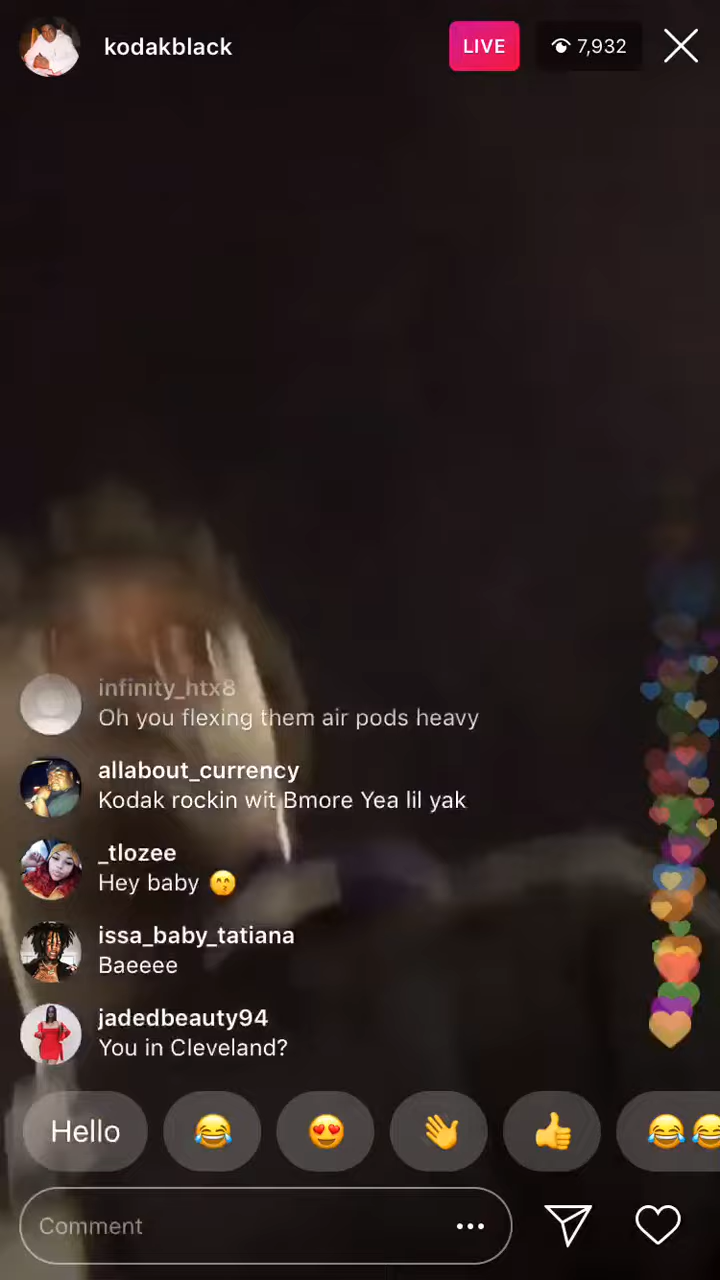 kodakblack
LIVE
7,932
infinity_htx8
Oh you flexing them air pods heavy
allabout_currency
Kodak rockin wit Bmore Yea lil yak
_tlozee
Hey baby 😙
issa_baby_tatiana
Baeeee
jadedbeauty94
You in Cleveland?
Hello 😂 😍 👋 👍 😂😂
Comment